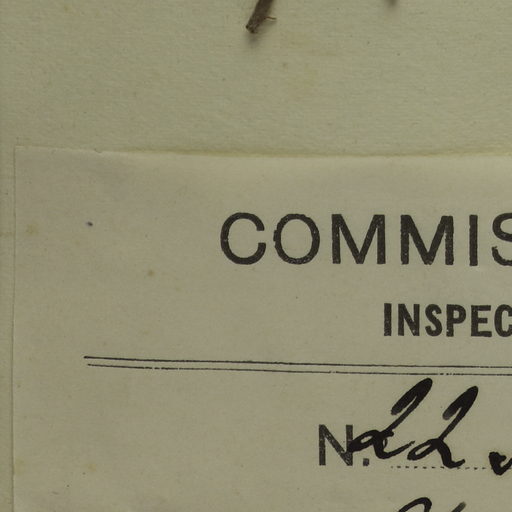 COMMIS
INSPEC
N. 22